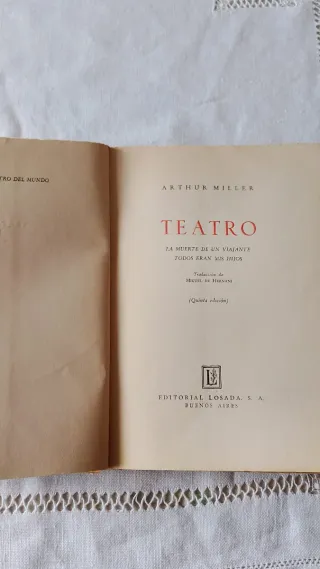 TRO DEL MUNDO
ARTHUR MILLER
TEATRO
LA MUERTE DE UN VIAJANTE
TODOS ERAN MIS HIJOS
Traducción de
MIGUEL DE HERNANI
(Quinta edición)
EDITORIAL LOSADA, S. A.
BUENOS AIRES